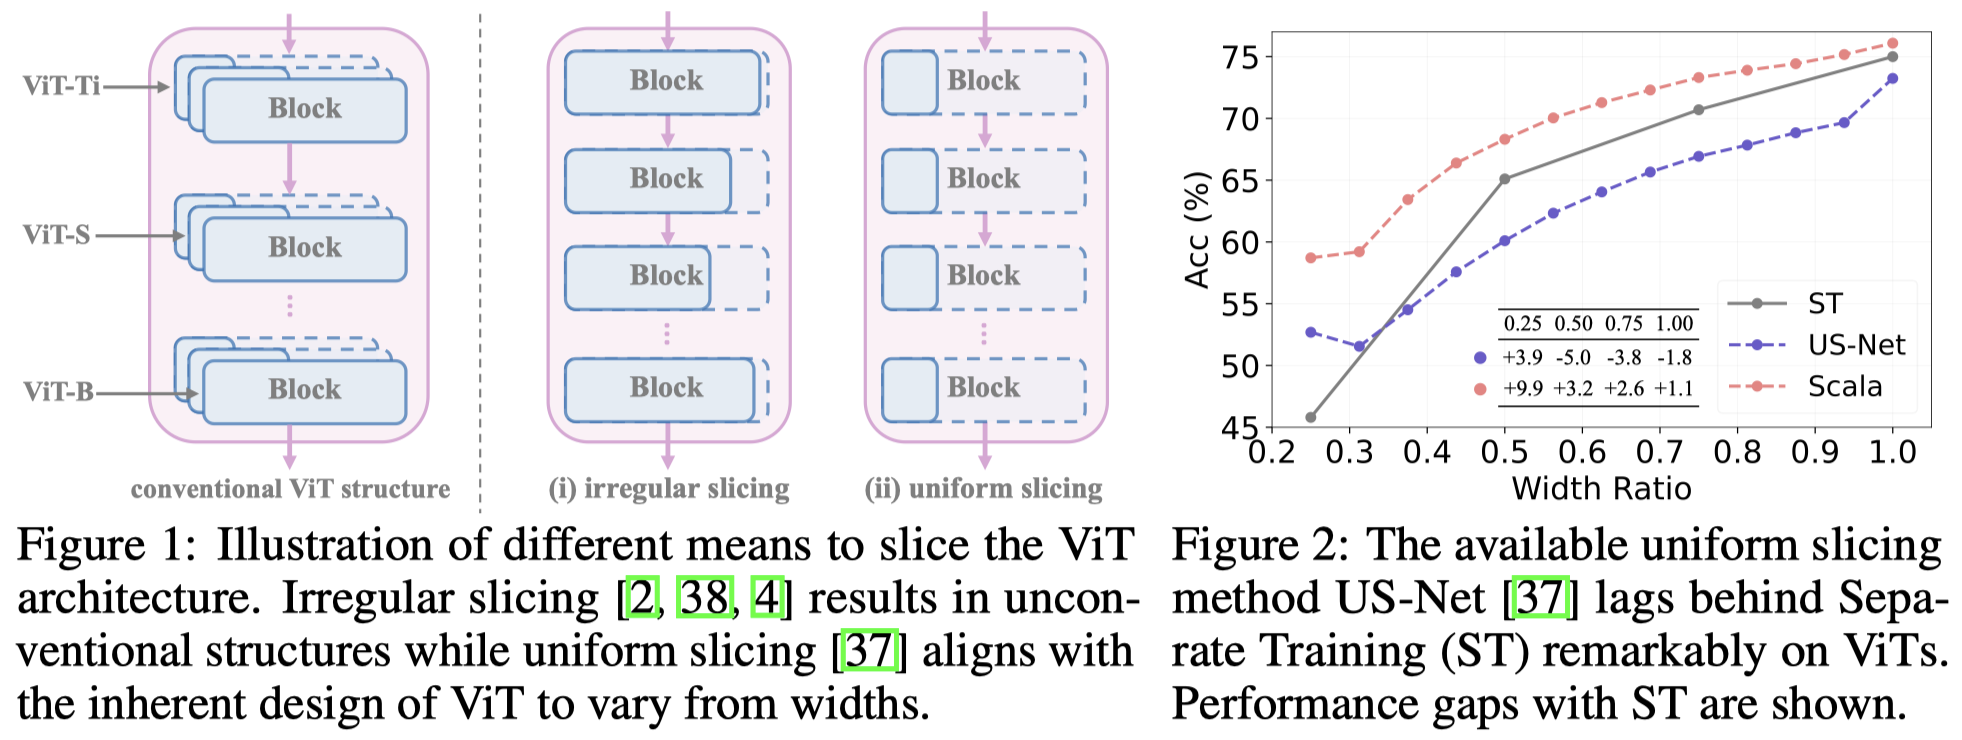 ViT-Ti
Block
ViT-S
Block
ViT-B
Block
conventional ViT structure
Block
Block
Block
Block
(i) irregular slicing
Block
Block
Block
Block
(ii) uniform slicing
Figure 1: Illustration of different means to slice the ViT
architecture. Irregular slicing [2, 38, 4] results in uncon-
ventional structures while uniform slicing [37] aligns with
the inherent design of ViT to vary from widths.
Acc (%)
75
70
65
60
55
50
45
0.2 0.3 0.4 0.5 0.6 0.7 0.8 0.9 1.0
Width Ratio
0.25 0.50 0.75 1.00
+3.9 -5.0 -3.8 -1.8
+9.9 +3.2 +2.6 +1.1
ST
US-Net
Scala
Figure 2: The available uniform slicing
method US-Net [37] lags behind Sepa-
rate Training (ST) remarkably on ViTs.
Performance gaps with ST are shown.